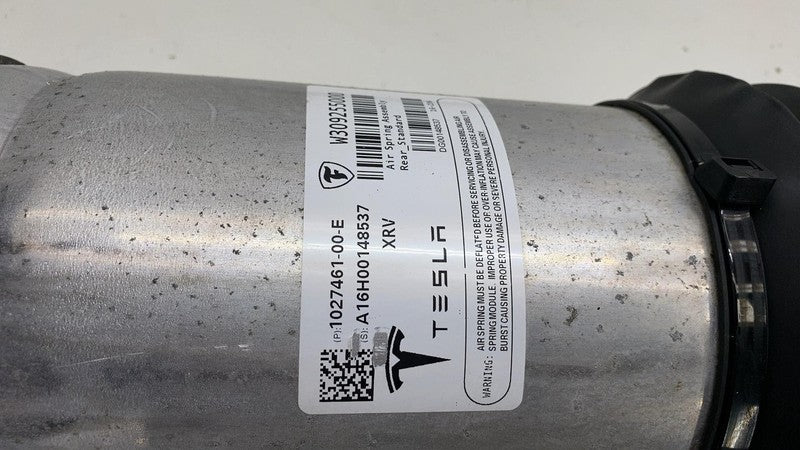 (P):1027461-00-E
(S):A16H00148537
XRV
TESLA
F
W309255000
Air Spring Assembly
Rear_Standard
DG00148537
WARNING:
AIR SPRING MUST BE DEFLATED BEFORE SERVICING OR DISASSEMBLING AIR
SPRING MODULE. IMPROPER USE OF OVER-INFLATION MAY CAUSE ASSEMBLY TO
BURST CAUSING PROPERTY DAMAGE OR SEVERE PERSONAL INJURY.